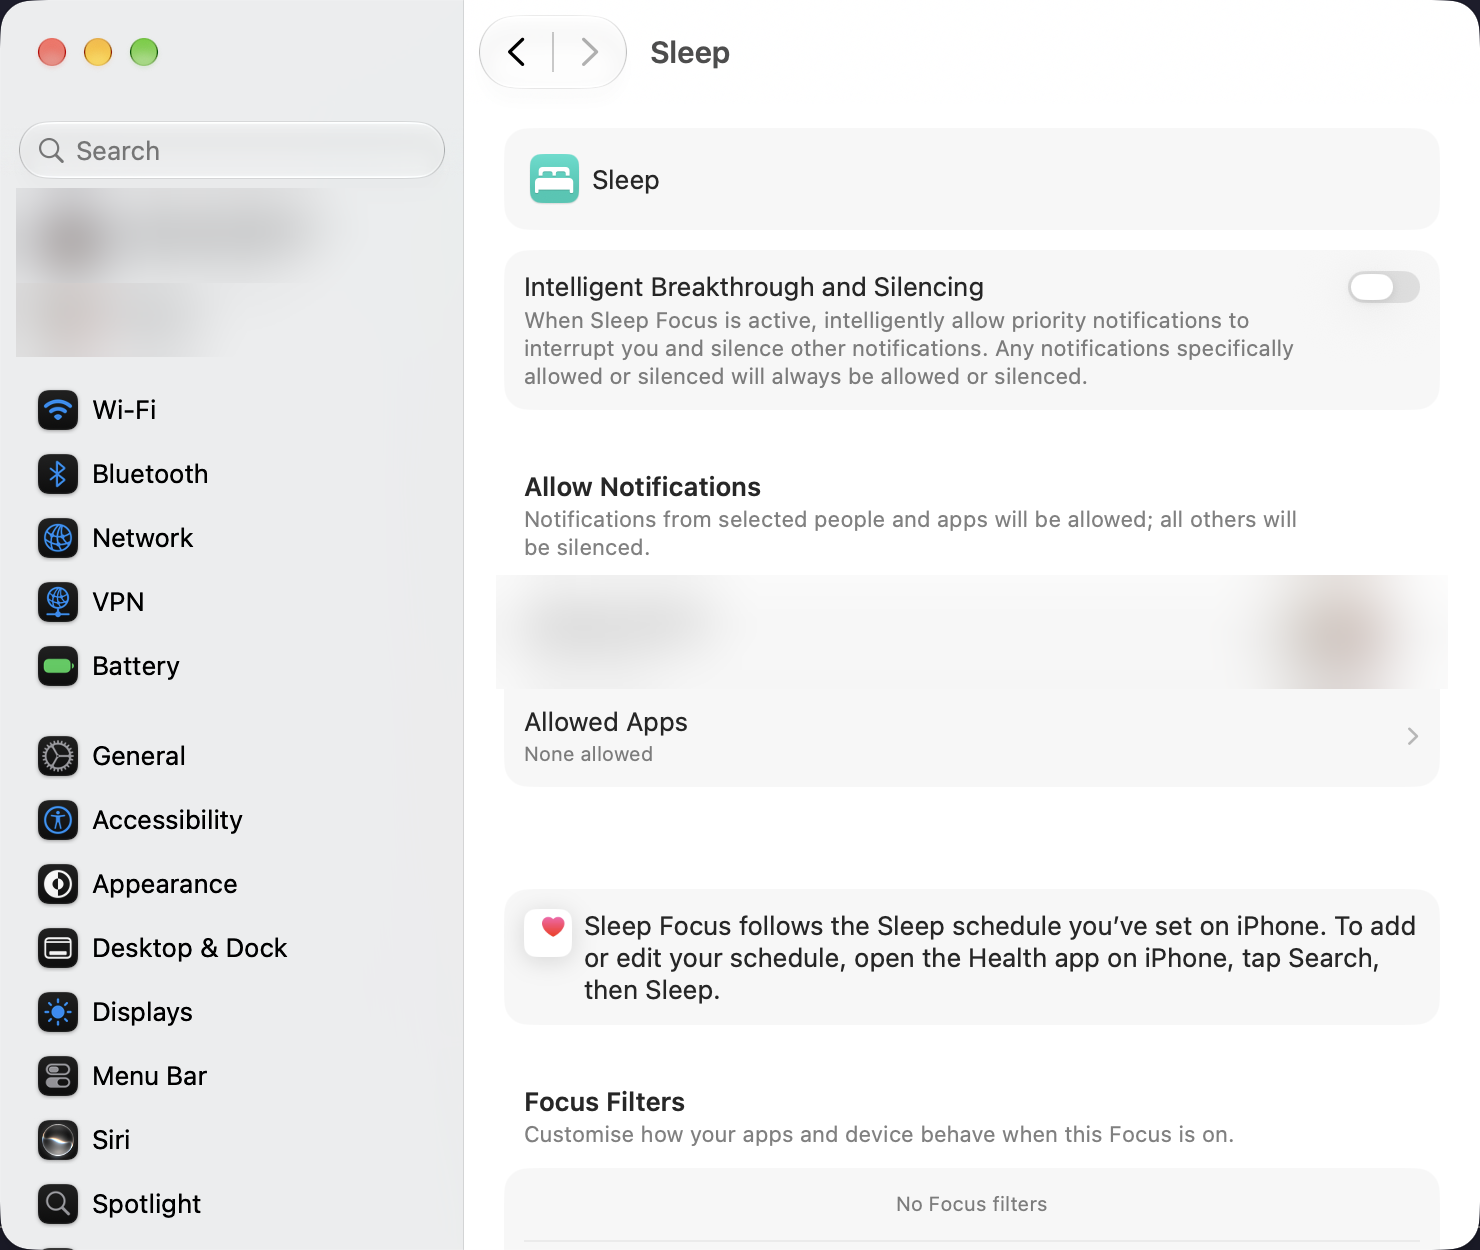 Search
Wi-Fi
Bluetooth
Network
VPN
Battery
General
Accessibility
Appearance
Desktop & Dock
Displays
Menu Bar
Siri
Spotlight
Sleep
Sleep
Intelligent Breakthrough and Silencing
When Sleep Focus is active, intelligently allow priority notifications to
interrupt you and silence other notifications. Any notifications specifically
allowed or silenced will always be allowed or silenced.
Allow Notifications
Notifications from selected people and apps will be allowed; all others will
be silenced.
Allowed Apps
None allowed
Sleep Focus follows the Sleep schedule you’ve set on iPhone. To add
or edit your schedule, open the Health app on iPhone, tap Search,
then Sleep.
Focus Filters
Customise how your apps and device behave when this Focus is on.
No Focus filters